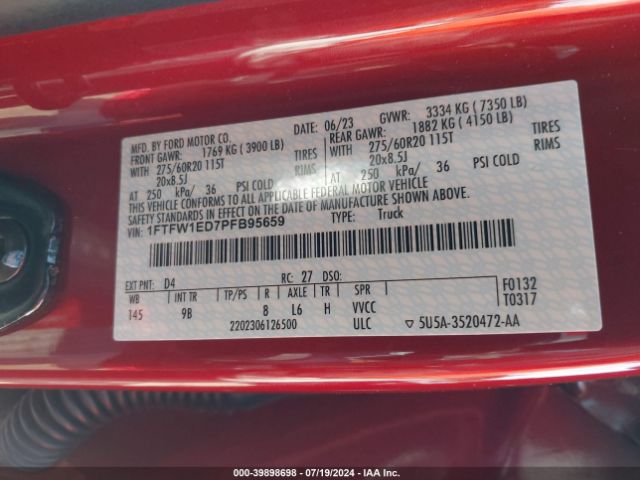 MFD. BY FORD MOTOR CO. DATE: 06/23 GVWR: 3334 KG ( 7350 LB)
FRONT GAWR: 1769 KG ( 3900 LB) REAR GAWR: 1882 KG ( 4150 LB)
WITH 275/60R20 115T TIRES WITH 275/60R20 115T TIRES
20x8.5J RIMS 20x8.5J RIMS
AT 250 kPa/ 36 PSI COLD AT 250 kPa/ 36 PSI COLD
THIS VEHICLE CONFORMS TO ALL APPLICABLE FEDERAL MOTOR VEHICLE
SAFETY STANDARDS IN EFFECT ON THE DATE OF MANUFACTURE SHOWN ABOVE.
VIN: 1FTFW1ED7PFB95659 TYPE: Truck
EXT PNT: D4 RC: 27 DSO: F0132
WB INT TR TP/PS R AXLE TR SPR T0317
145 9B 8 L6 H VVCC
2202306126500 ULC ▽ 5U5A-3520472-AA
000-39898698 - 07/19/2024 - IAA Inc.